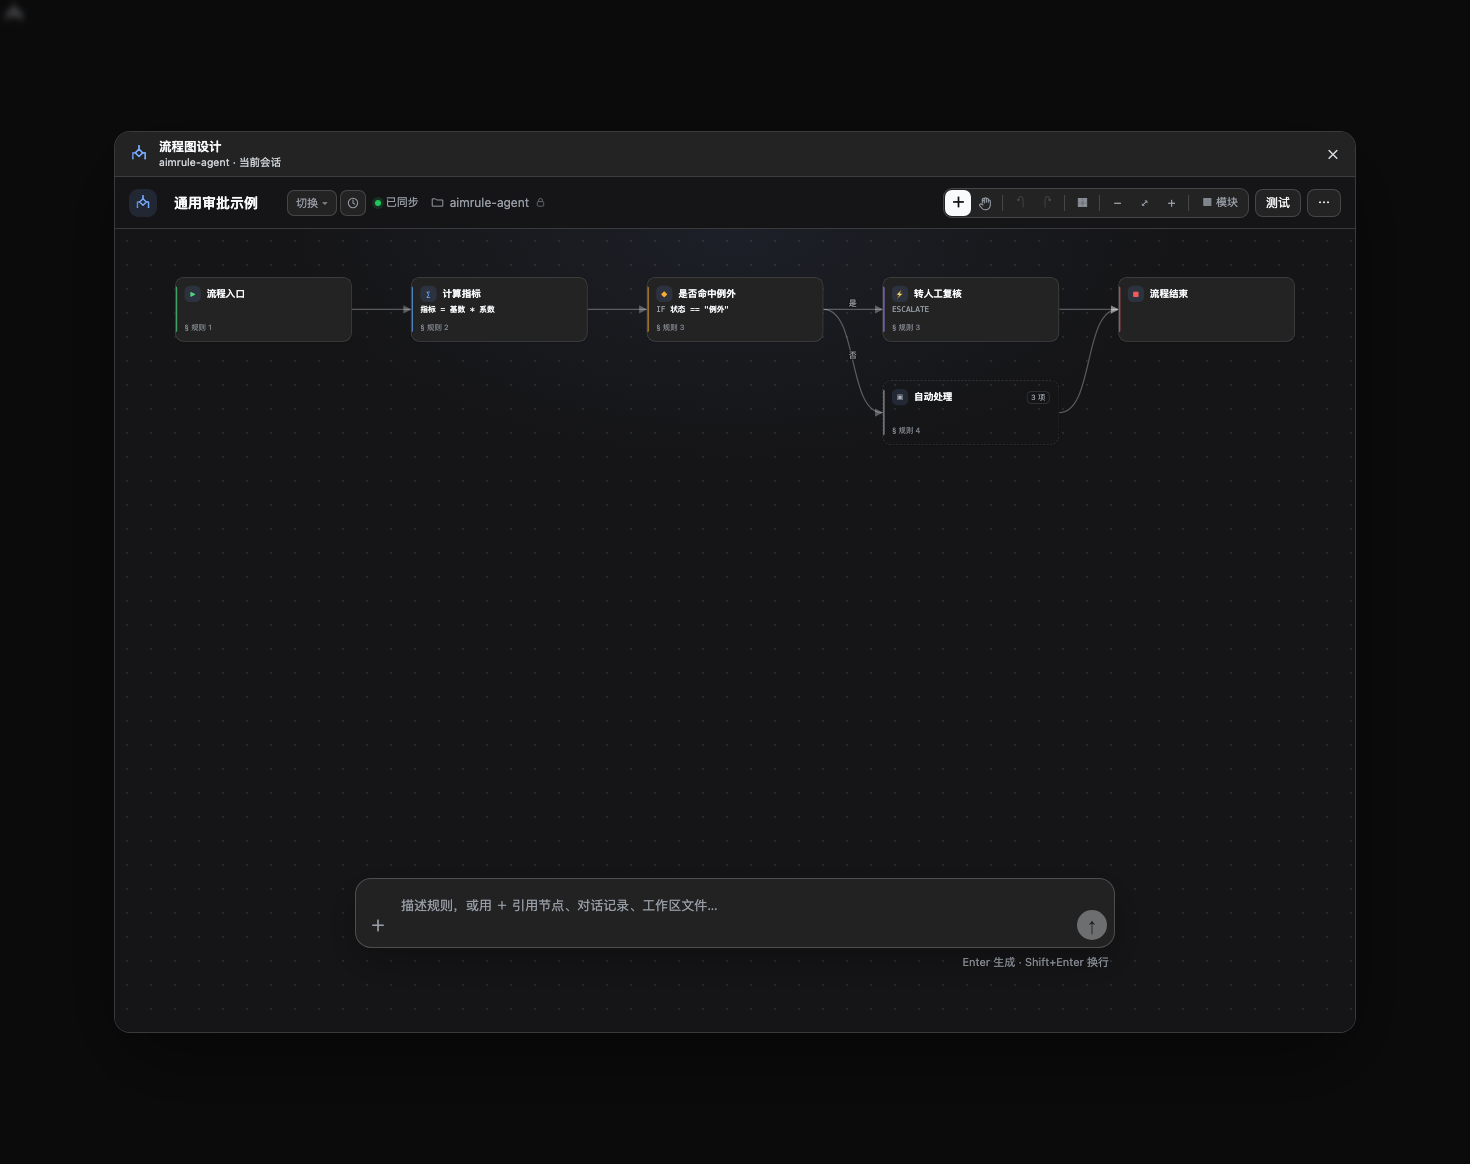 流程图设计
aimrule-agent · 当前会话
通用审批示例
切换
已同步
aimrule-agent
模块
测试
流程入口
§ 规则 1
计算指标
指标 = 基数 * 系数
§ 规则 2
是否命中例外
IF 状态 == "例外"
§ 规则 3
是
否
转人工复核
ESCALATE
§ 规则 3
流程结束
自动处理
3 项
§ 规则 4
描述规则，或用 + 引用节点、对话记录、工作区文件...
Enter 生成 · Shift+Enter 换行